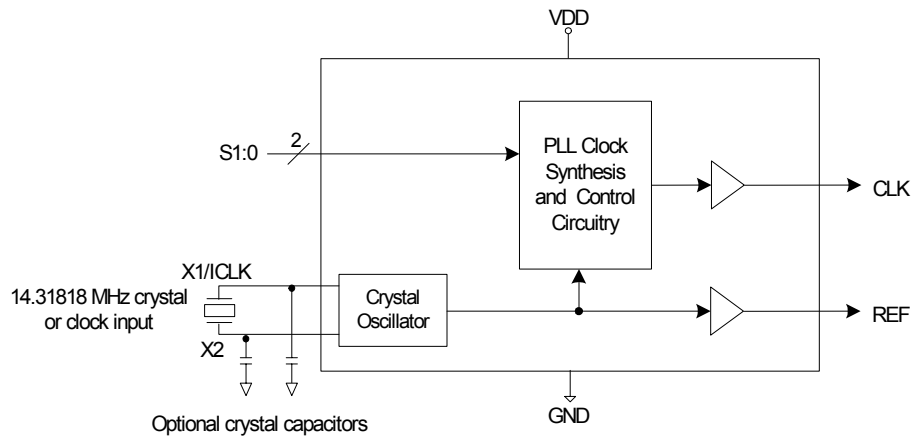 VDD
2
S1:0
PLL Clock
Synthesis
and Control
Circuitry
CLK
X1/ICLK
14.31818 MHz crystal
or clock input
Crystal
Oscillator
REF
X2
GND
Optional crystal capacitors